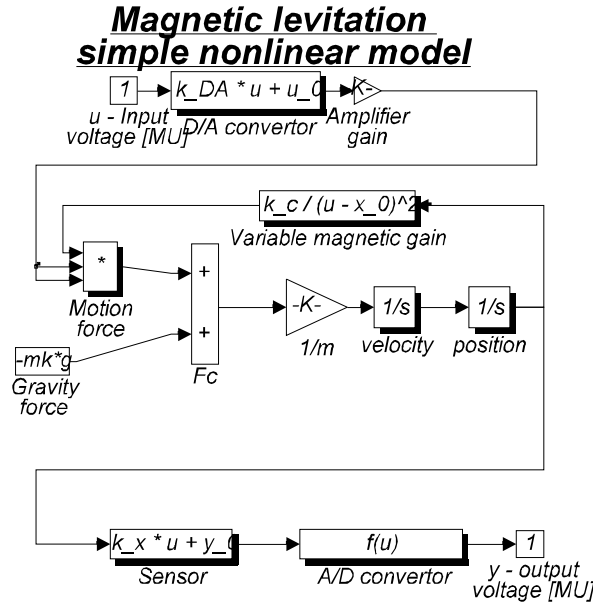 Magnetic levitation
simple nonlinear model
1
k_DA * u + u_0
K-
u - Input
voltage [MU]
D/A convertor
Amplifier
gain
k_c / (u - x_0)^2
Variable magnetic gain
*
Motion
force
+
+
Fc
-K-
1/m
1/s
velocity
1/s
position
-mk*g
Gravity
force
k_x * u + y_0
Sensor
f(u)
A/D convertor
1
y - output
voltage [MU]